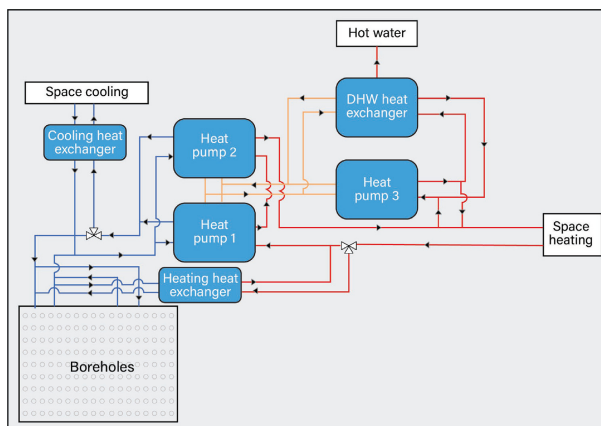 Hot water
Space cooling
Cooling heat
exchanger
Heat
pump 2
DHW heat
exchanger
Heat
pump 3
Heat
pump 1
Space
heating
Heating heat
exchanger
Boreholes